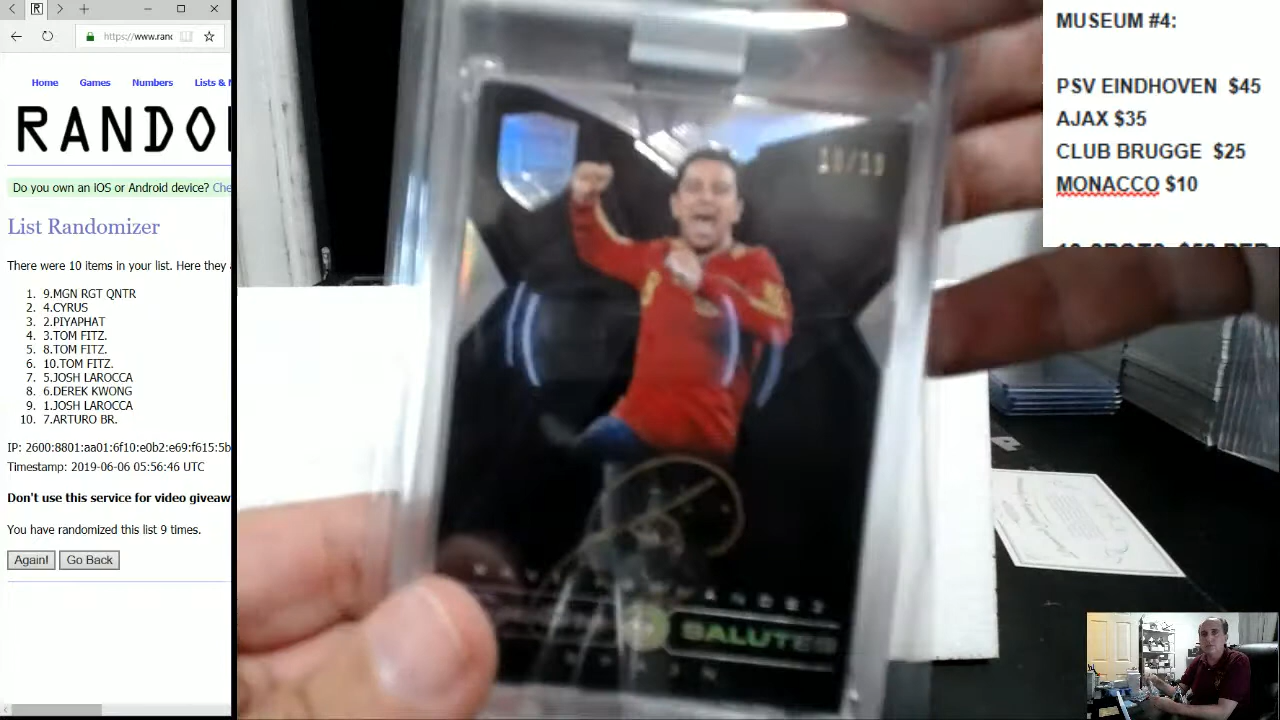 https://www.ranc
Home Games Numbers Lists &
RANDO
Do you own an iOS or Android device? Che
List Randomizer
There were 10 items in your list. Here they
1. 9.MGN RGT QNTR
2. 4.CYRUS
3. 2.PIYAPHAT
4. 3.TOM FITZ.
5. 8.TOM FITZ.
6. 10.TOM FITZ.
7. 5.JOSH LAROCCA
8. 6.DEREK KWONG
9. 1.JOSH LAROCCA
10. 7.ARTURO BR.
IP: 2600:8801:aa01:6f10:e0b2:e69:f615:5b
Timestamp: 2019-06-06 05:56:46 UTC
Don't use this service for video giveaw
You have randomized this list 9 times.
Again! Go Back
SALUTES
SPAIN
MUSEUM #4:
PSV EINDHOVEN $45
AJAX $35
CLUB BRUGGE $25
MONACCO $10